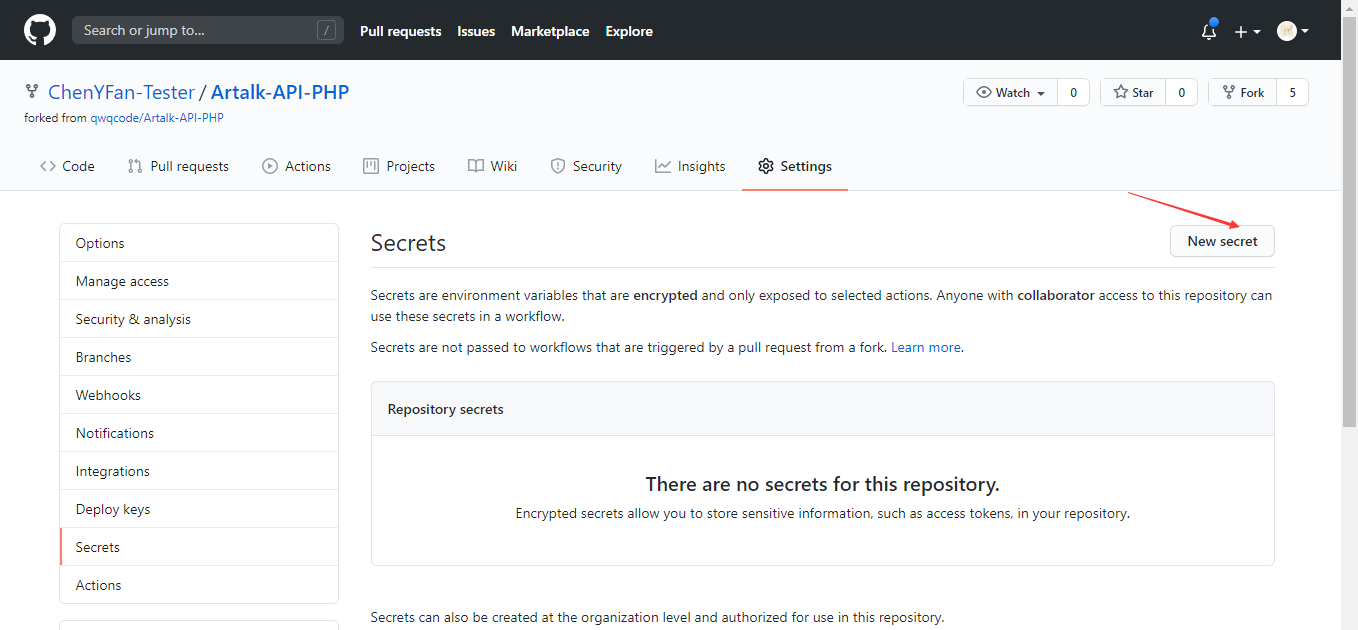 Search or jump to... /
Pull requests Issues Marketplace Explore
ChenYFan-Tester / Artalk-API-PHP
forked from qwqcode/Artalk-API-PHP
Watch 0
Star 0
Fork 5
Code Pull requests Actions Projects Wiki Security Insights Settings
Options
Manage access
Security & analysis
Branches
Webhooks
Notifications
Integrations
Deploy keys
Secrets
Actions
Secrets
New secret
Secrets are environment variables that are encrypted and only exposed to selected actions. Anyone with collaborator access to this repository can
use these secrets in a workflow.
Secrets are not passed to workflows that are triggered by a pull request from a fork. Learn more.
Repository secrets
There are no secrets for this repository.
Encrypted secrets allow you to store sensitive information, such as access tokens, in your repository.
Secrets can also be created at the organization level and authorized for use in this repository.